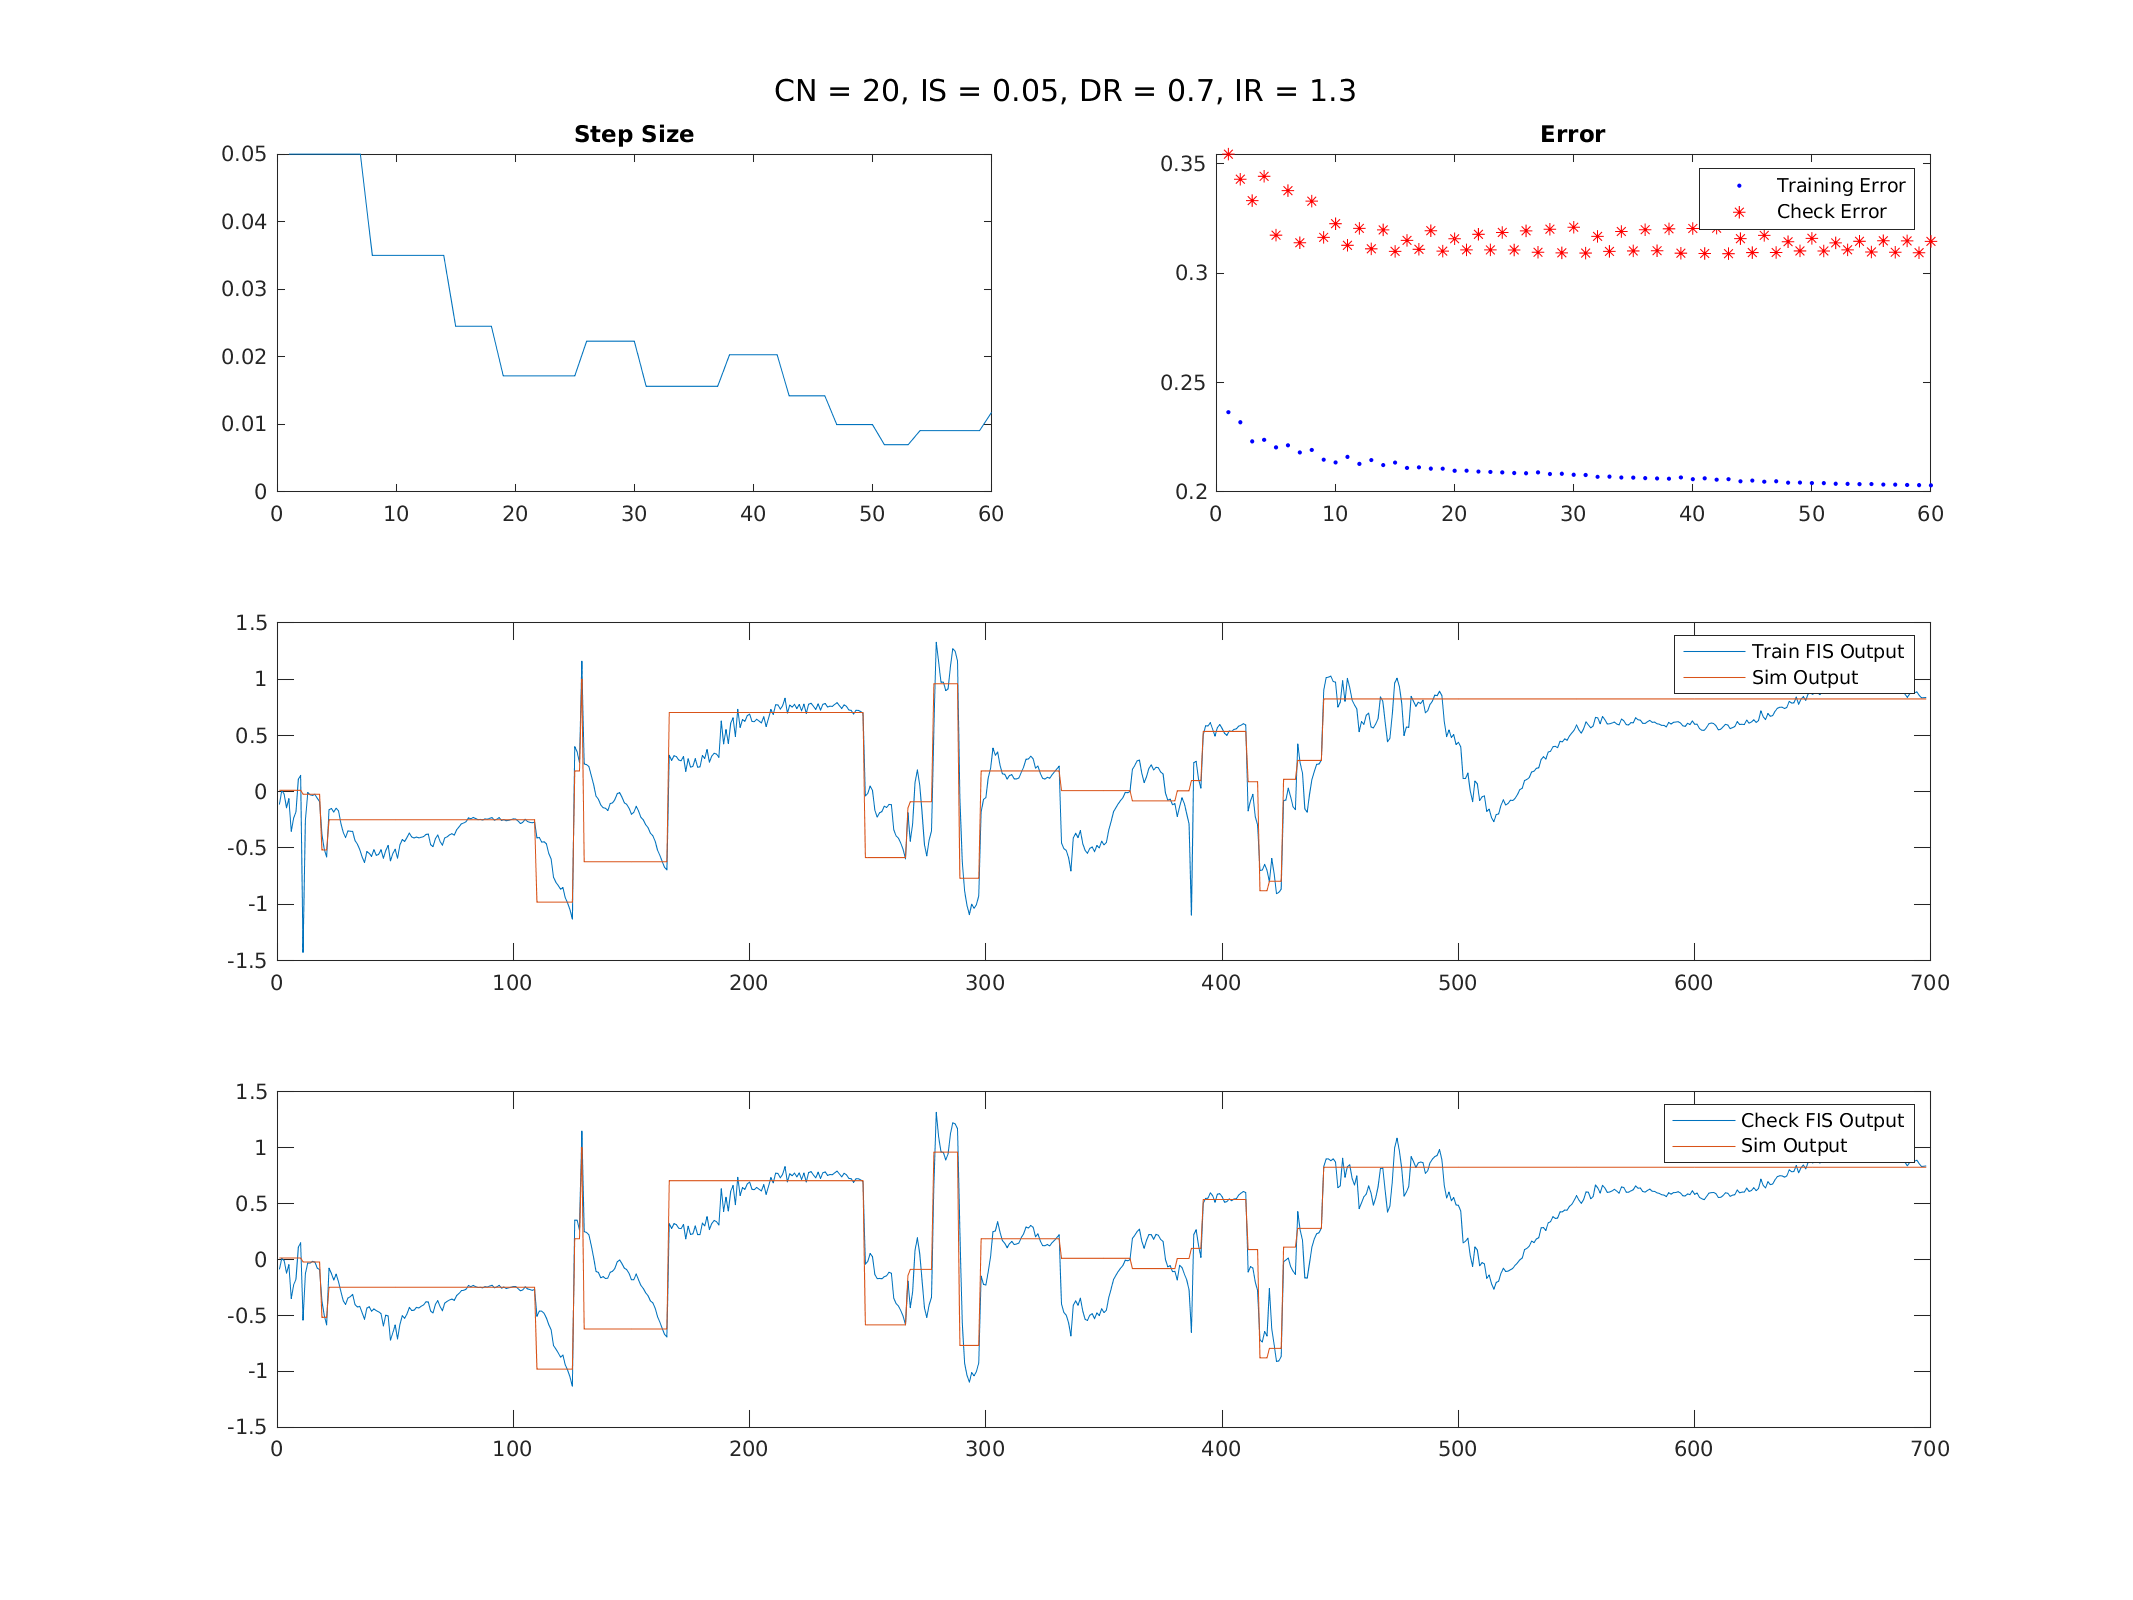 CN = 20, IS = 0.05, DR = 0.7, IR = 1.3
Step Size
0.05
0.04
0.03
0.02
0.01
0
0 10 20 30 40 50 60
Error
0.35
0.3
0.25
0.2
0 10 20 30 40 50 60
Training Error
Check Error
1.5
1
0.5
0
-0.5
-1
-1.5
0 100 200 300 400 500 600 700
Train FIS Output
Sim Output
1.5
1
0.5
0
-0.5
-1
-1.5
0 100 200 300 400 500 600 700
Check FIS Output
Sim Output